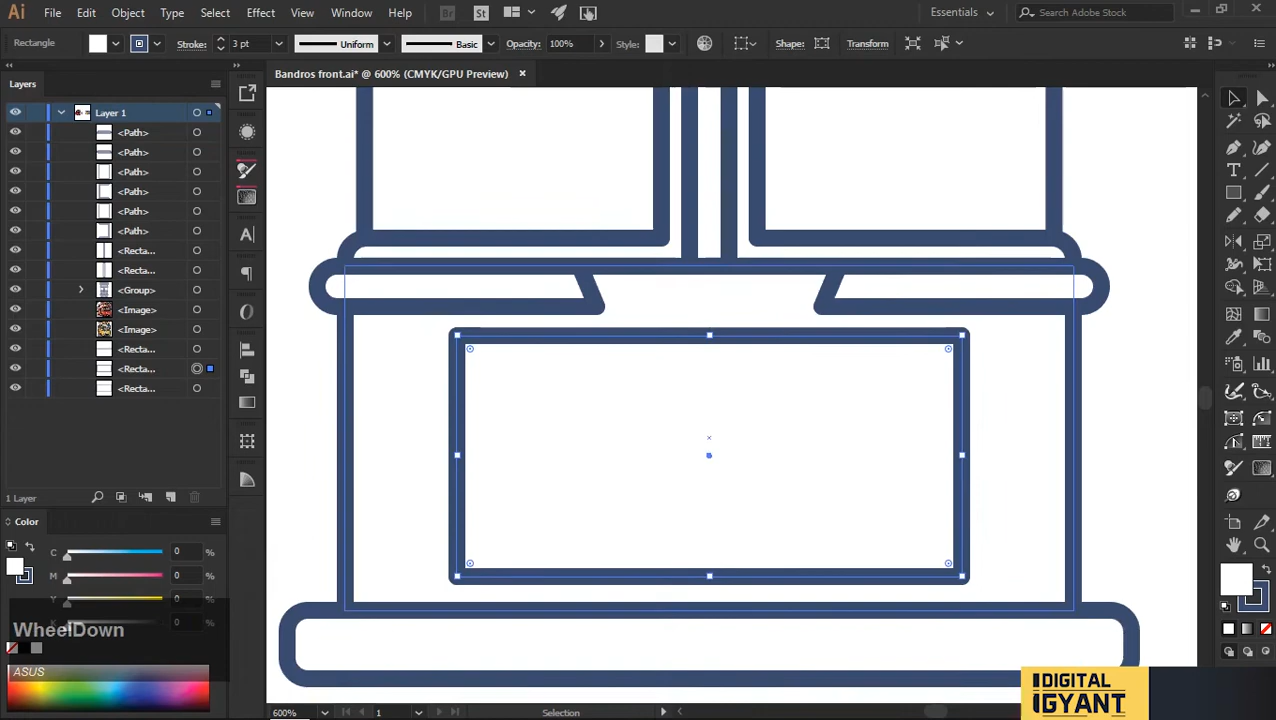 Ai File Edit Object Type Select Effect View Window Help Br St Essentials Search Adobe Stock
Rectangle Stroke: 3 pt Uniform Basic Opacity: 100% Style: Shape: Transform
Layers
Bandros front.ai* @ 600% (CMYK/GPU Preview)
Layer 1
<Path>
<Path>
<Path>
<Path>
<Path>
<Path>
<Recta...
<Recta...
<Group>
<Image>
<Image>
<Recta...
<Recta...
<Recta...
1 Layer
Color
C 0 %
M 0 %
Y 0 %
K 0 %
WheelDown
ASUS
600% 1 Selection
DIGITAL
GYANT